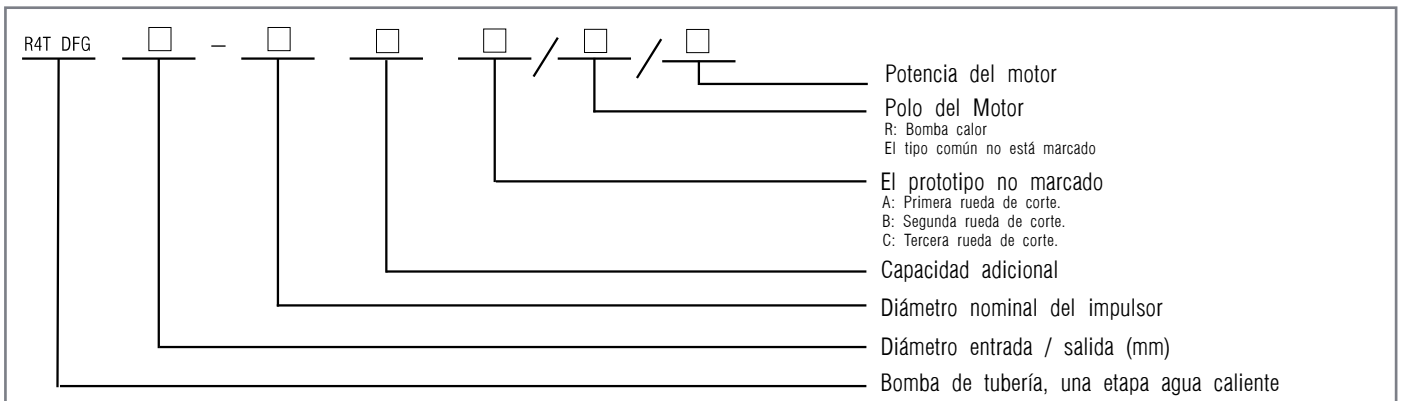 R4T DFG □ - □ □ □ / □ / □
Potencia del motor
Polo del Motor
R: Bomba calor
El tipo común no está marcado
El prototipo no marcado
A: Primera rueda de corte.
B: Segunda rueda de corte.
C: Tercera rueda de corte.
Capacidad adicional
Diámetro nominal del impulsor
Diámetro entrada / salida (mm)
Bomba de tubería, una etapa agua caliente